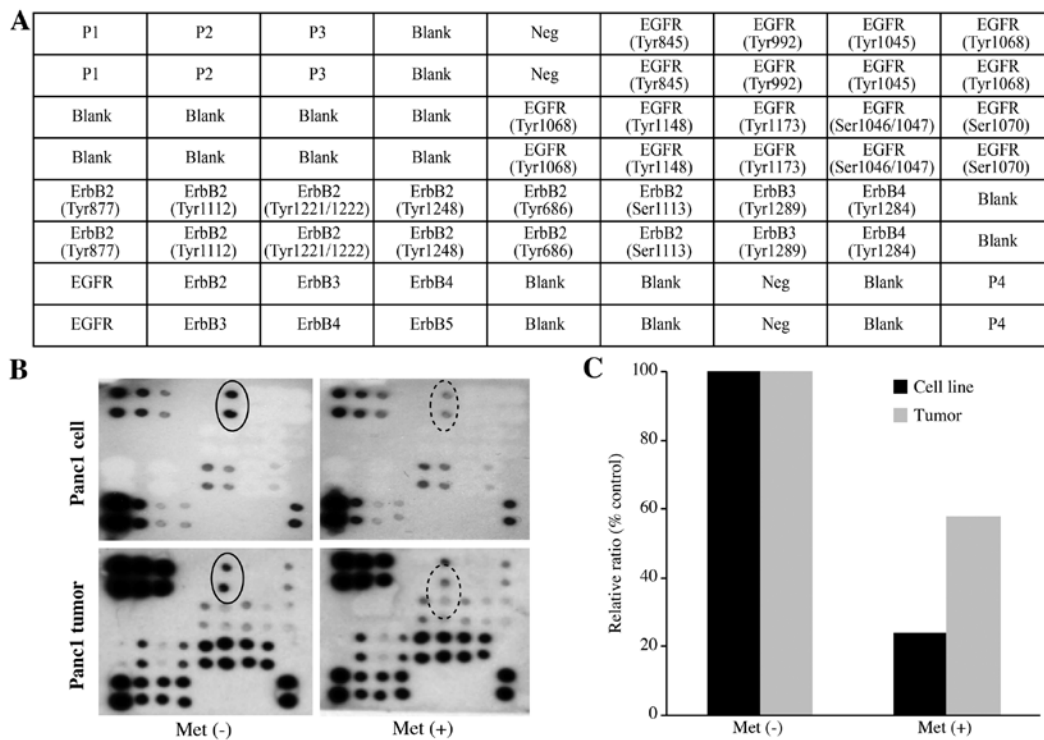 A
P1 P2 P3 Blank Neg EGFR (Tyr845) EGFR (Tyr992) EGFR (Tyr1045) EGFR (Tyr1068)
P1 P2 P3 Blank Neg EGFR (Tyr845) EGFR (Tyr992) EGFR (Tyr1045) EGFR (Tyr1068)
Blank Blank Blank Blank EGFR (Tyr1068) EGFR (Tyr1148) EGFR (Tyr1173) EGFR (Ser1046/1047) EGFR (Ser1070)
Blank Blank Blank Blank EGFR (Tyr1068) EGFR (Tyr1148) EGFR (Tyr1173) EGFR (Ser1046/1047) EGFR (Ser1070)
ErbB2 (Tyr877) ErbB2 (Tyr1112) ErbB2 (Tyr1221/1222) ErbB2 (Tyr1248) ErbB2 (Tyr686) ErbB2 (Ser1113) ErbB3 (Tyr1289) ErbB4 (Tyr1284) Blank
ErbB2 (Tyr877) ErbB2 (Tyr1112) ErbB2 (Tyr1221/1222) ErbB2 (Tyr1248) ErbB2 (Tyr686) ErbB2 (Ser1113) ErbB3 (Tyr1289) ErbB4 (Tyr1284) Blank
EGFR ErbB2 ErbB3 ErbB4 Blank Blank Neg Blank P4
EGFR ErbB3 ErbB4 ErbB5 Blank Blank Neg Blank P4
B
Panc1 cell
Panc1 tumor
Met (-) Met (+)
C
Relative ratio (% control)
100
80
60
40
20
0
Cell line
Tumor
Met (-) Met (+)